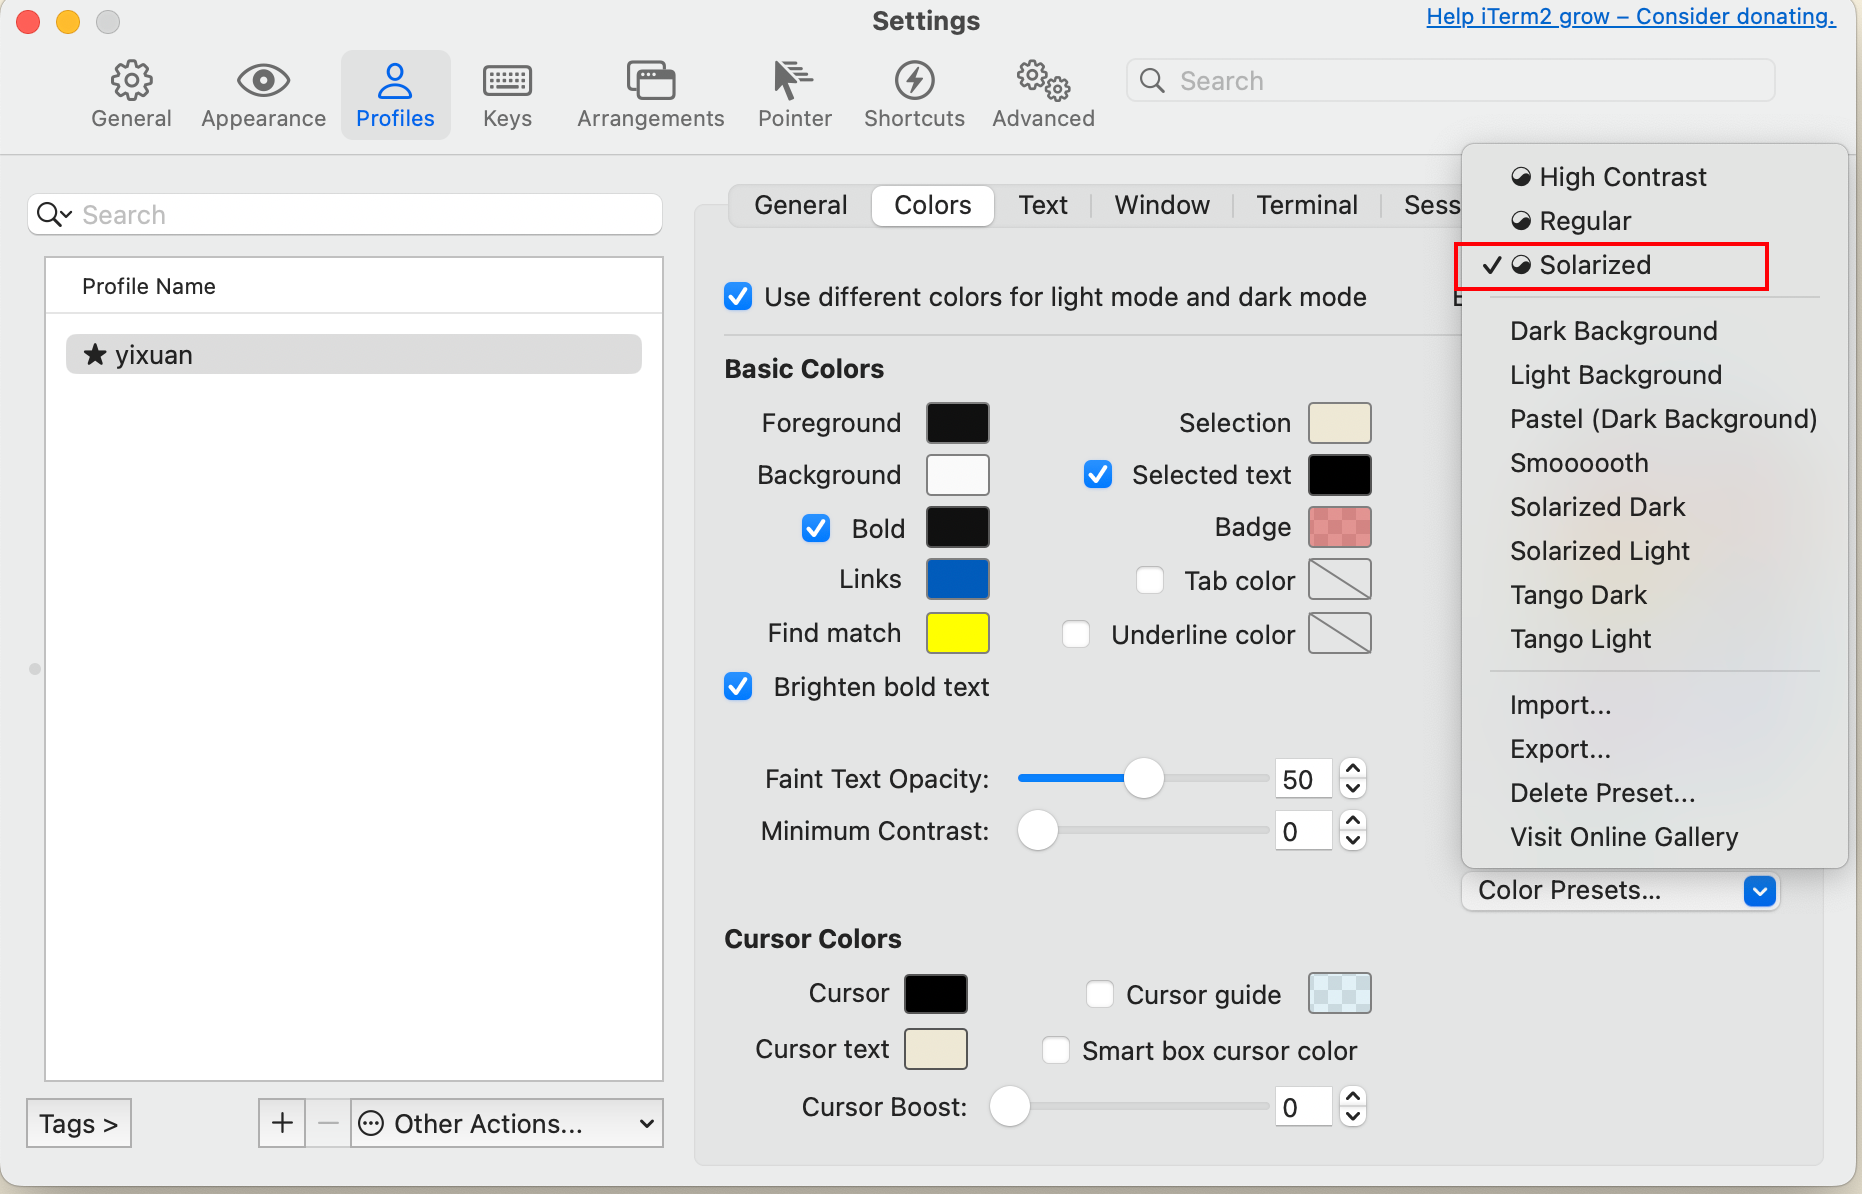 Settings
Help iTerm2 grow – Consider donating.
General
Appearance
Profiles
Keys
Arrangements
Pointer
Shortcuts
Advanced
Search
Search
Profile Name
yixuan
General
Colors
Text
Window
Terminal
Sess
Use different colors for light mode and dark mode
Basic Colors
Foreground
Selection
Background
Selected text
Bold
Badge
Links
Tab color
Find match
Underline color
Brighten bold text
Faint Text Opacity:
50
Minimum Contrast:
0
High Contrast
Regular
Solarized
Dark Background
Light Background
Pastel (Dark Background)
Smoooooth
Solarized Dark
Solarized Light
Tango Dark
Tango Light
Import...
Export...
Delete Preset...
Visit Online Gallery
Color Presets...
Cursor Colors
Cursor
Cursor guide
Cursor text
Smart box cursor color
Cursor Boost:
0
Tags >
Other Actions...